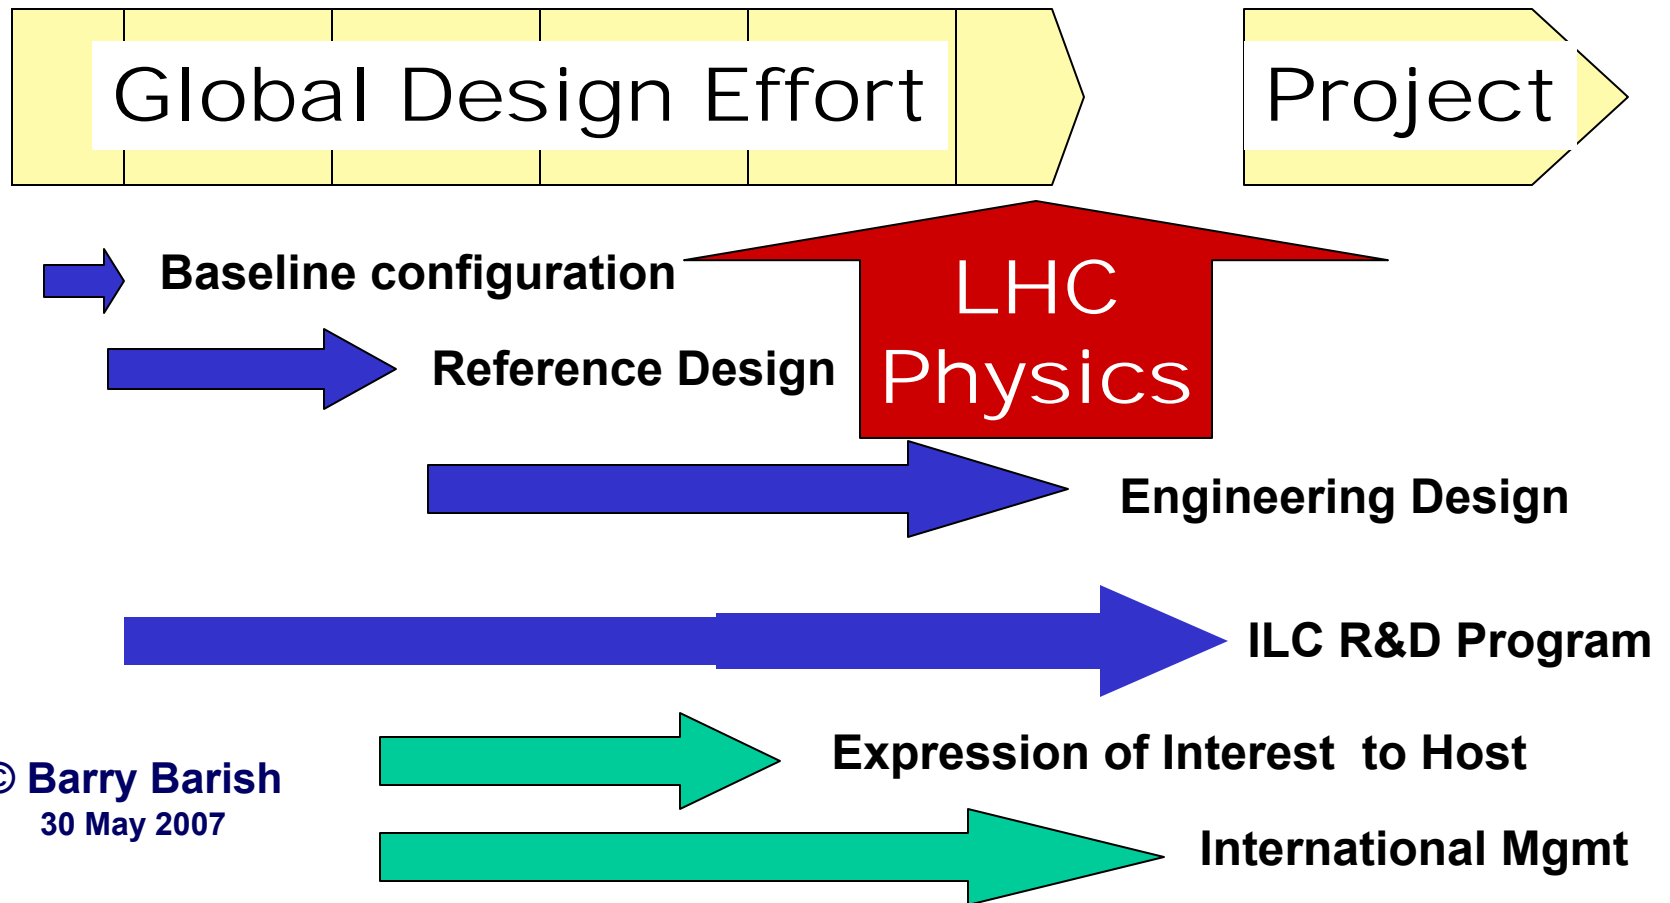 Global Design Effort
Project
Baseline configuration
LHC
Physics
Reference Design
Engineering Design
ILC R&D Program
Expression of Interest to Host
© Barry Barish
30 May 2007
International Mgmt